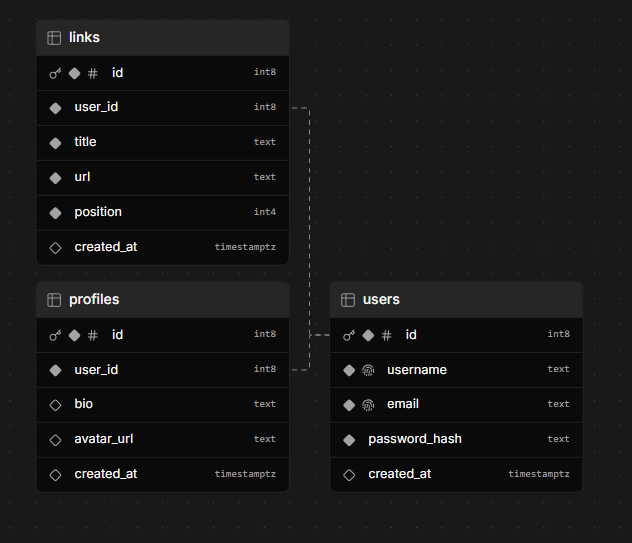 links
# id int8
user_id int8
title text
url text
position int4
created_at timestamptz
profiles
# id int8
user_id int8
bio text
avatar_url text
created_at timestamptz
users
# id int8
username text
email text
password_hash text
created_at timestamptz